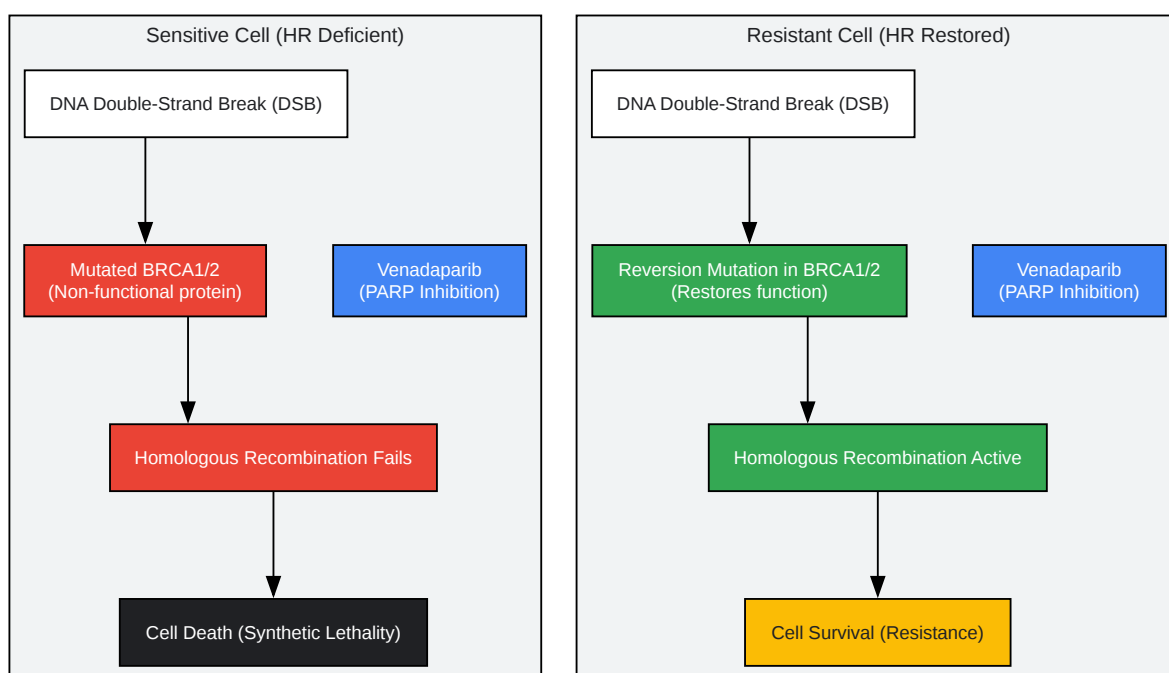 Sensitive Cell (HR Deficient)
DNA Double-Strand Break (DSB)
Mutated BRCA1/2
(Non-functional protein)
Venadaparib
(PARP Inhibition)
Homologous Recombination Fails
Cell Death (Synthetic Lethality)
Resistant Cell (HR Restored)
DNA Double-Strand Break (DSB)
Reversion Mutation in BRCA1/2
(Restores function)
Venadaparib
(PARP Inhibition)
Homologous Recombination Active
Cell Survival (Resistance)